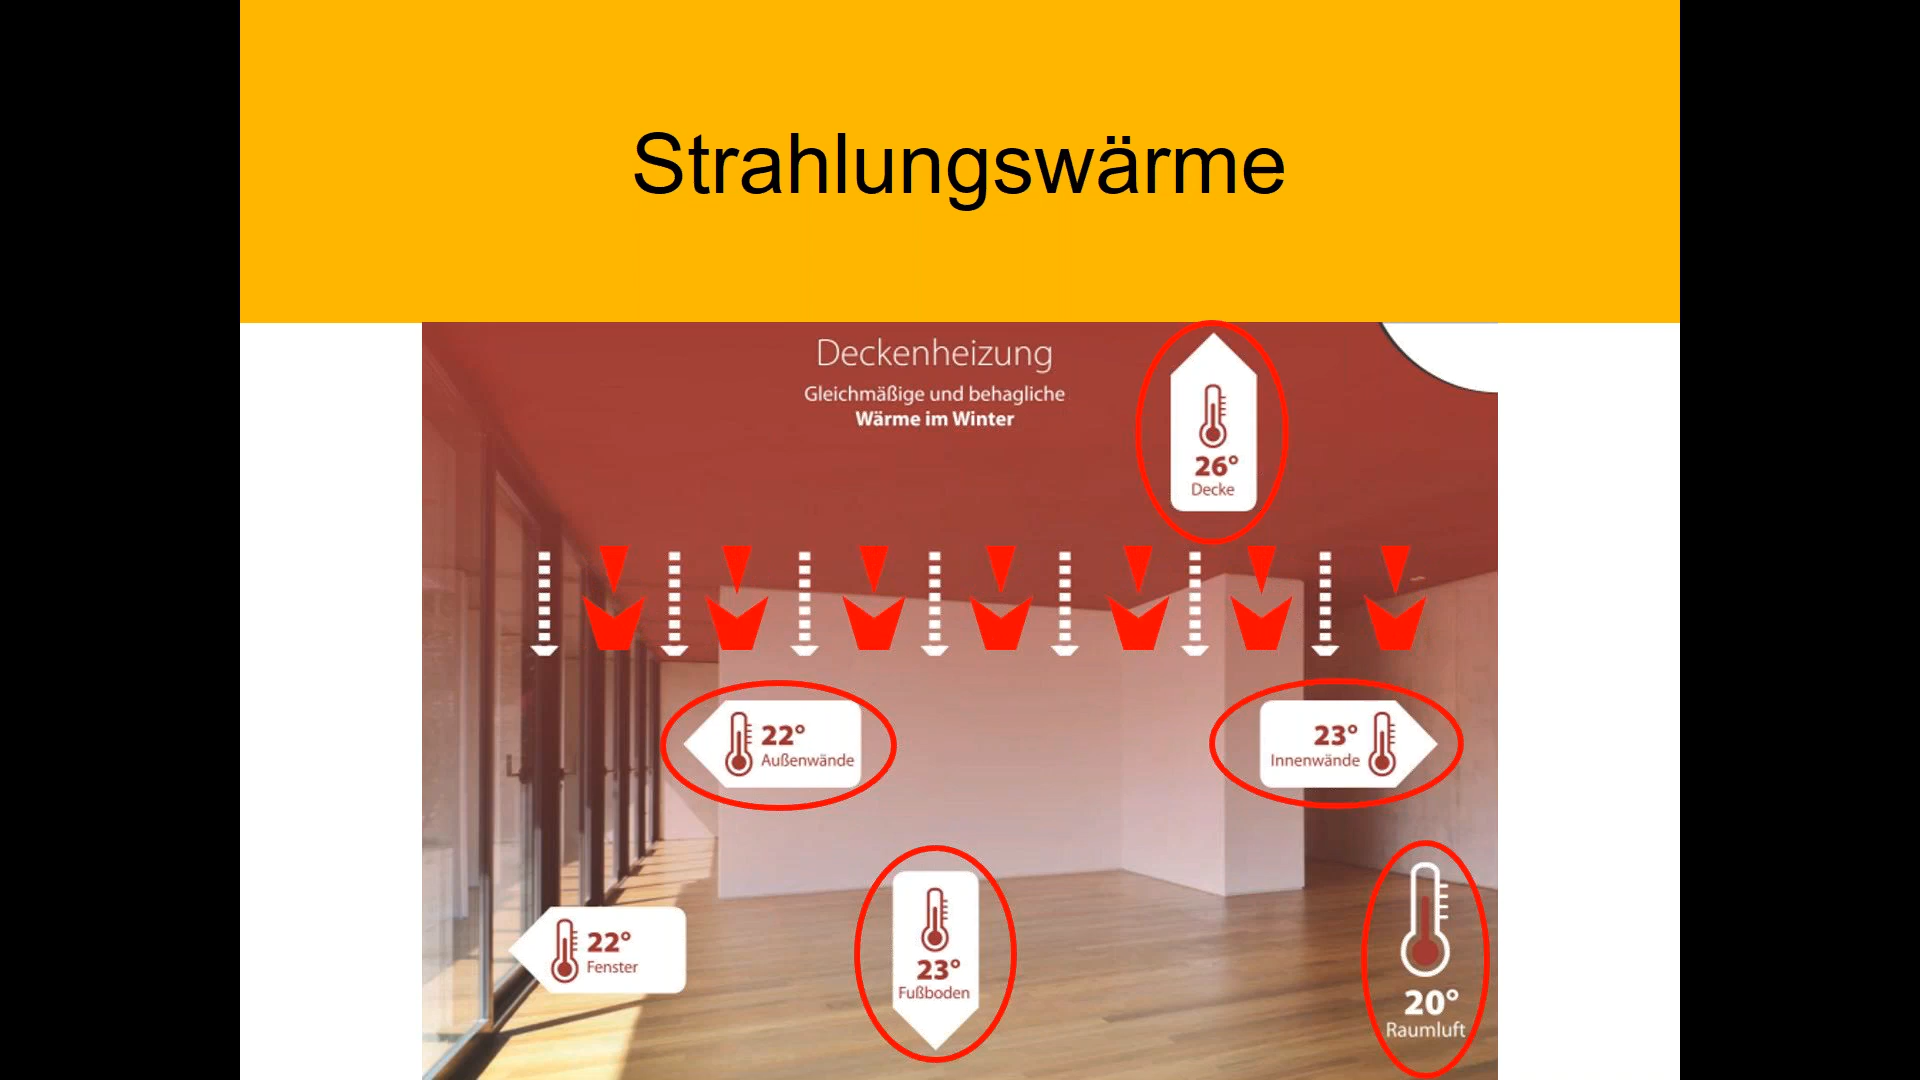 Strahlungswärme
Deckenheizung
Gleichmäßige und behagliche
Wärme im Winter
26°
Decke
22°
Außenwände
23°
Innenwände
22°
Fenster
23°
Fußboden
20°
Raumluft